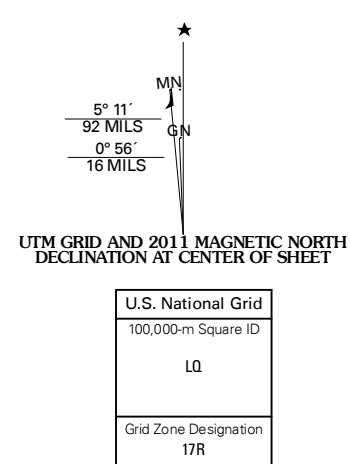 ★
MN
5° 11´
92 MILS
GN
0° 56´
16 MILS
UTM GRID AND 2011 MAGNETIC NORTH
DECLINATION AT CENTER OF SHEET
U.S. National Grid
100,000-m Square ID
LQ
Grid Zone Designation
17R